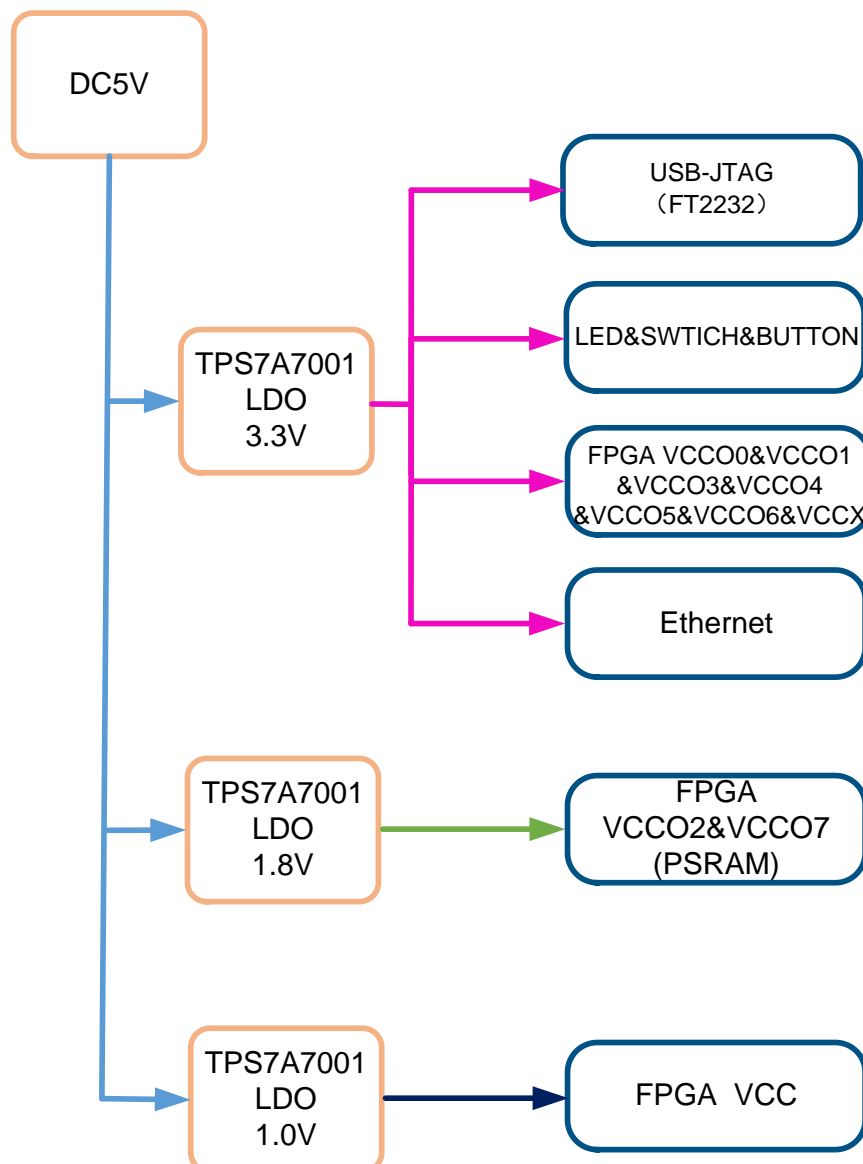 DC5V
USB-JTAG
（FT2232）
LED&SWTICH&BUTTON
TPS7A7001
LDO
3.3V
FPGA VCCO0&VCCO1
&VCCO3&VCCO4
&VCCO5&VCCO6&VCCX
Ethernet
TPS7A7001
LDO
1.8V
FPGA
VCCO2&VCCO7
(PSRAM)
TPS7A7001
LDO
1.0V
FPGA VCC